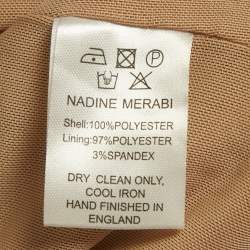 NADINE MERABI
Shell:100%POLYESTER
Lining:97%POLYESTER
3%SPANDEX
DRY CLEAN ONLY,
COOL IRON
HAND FINISHED IN
ENGLAND